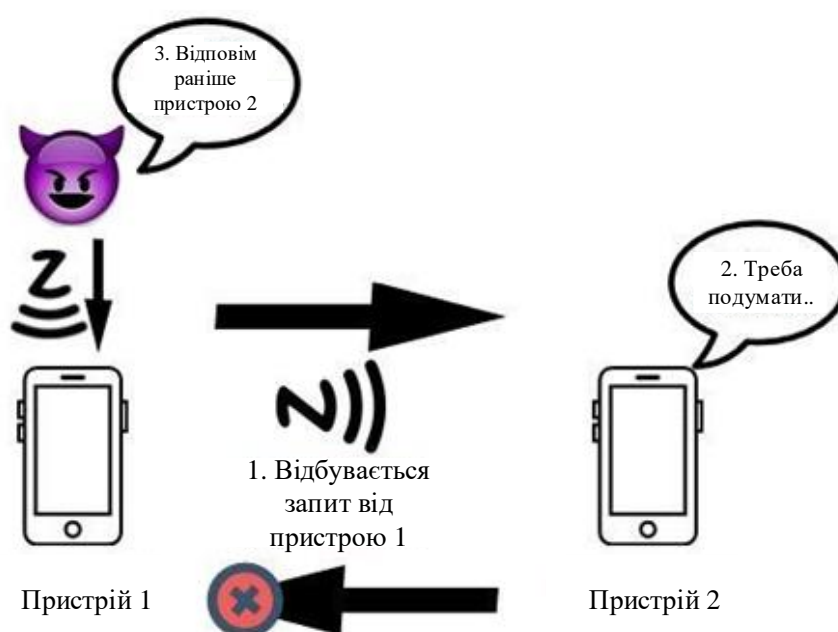 3. Відповім
раніше
пристрою 2
2. Треба
подумати..
1. Відбувається
запит від
пристрою 1
Пристрій 1
Пристрій 2